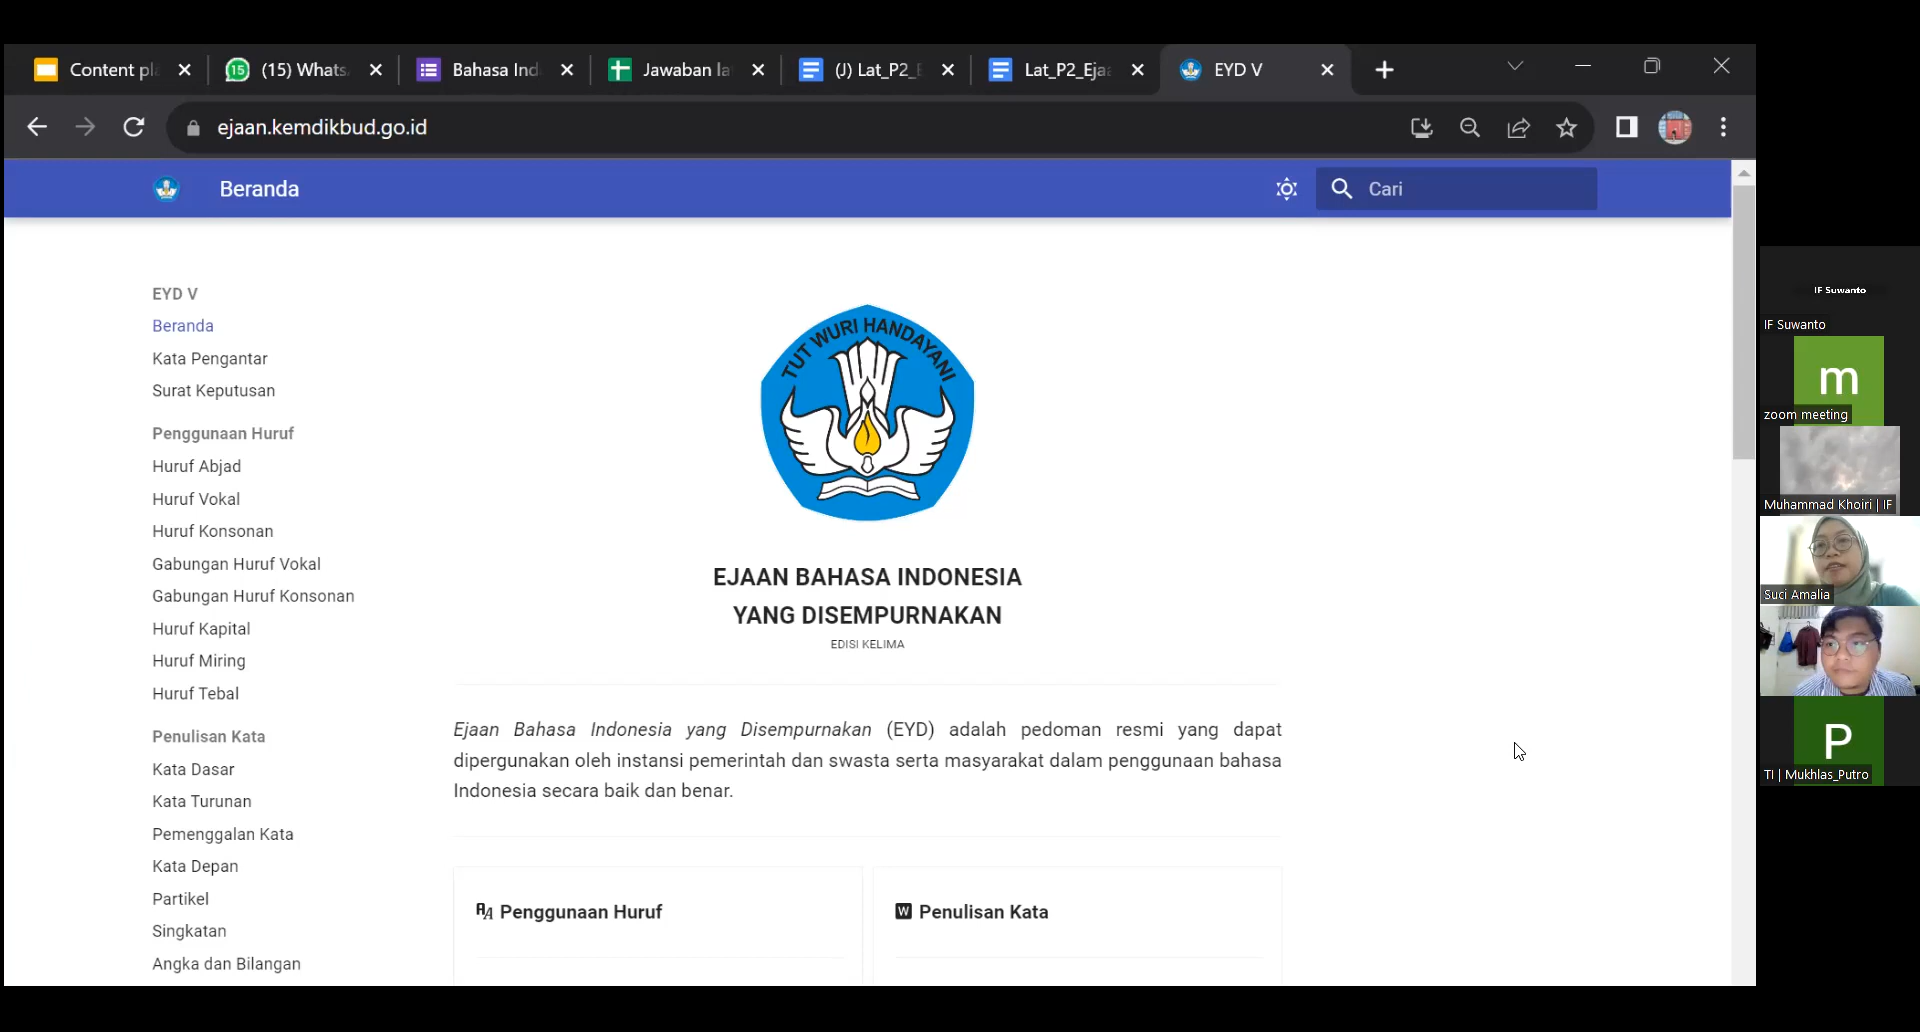 Content pl
(15) Whats
Bahasa Ind
Jawaban la
(J) Lat_P2_E
Lat_P2_Eja
EYD V
ejaan.kemdikbud.go.id
Beranda
Cari
EYD V
Beranda
Kata Pengantar
Surat Keputusan
Penggunaan Huruf
Huruf Abjad
Huruf Vokal
Huruf Konsonan
Gabungan Huruf Vokal
Gabungan Huruf Konsonan
Huruf Kapital
Huruf Miring
Huruf Tebal
Penulisan Kata
Kata Dasar
Kata Turunan
Pemenggalan Kata
Kata Depan
Partikel
Singkatan
Angka dan Bilangan
TUT WURI HANDAYANI
EJAAN BAHASA INDONESIA
YANG DISEMPURNAKAN
EDISI KELIMA
Ejaan Bahasa Indonesia yang Disempurnakan (EYD) adalah pedoman resmi yang dapat
dipergunakan oleh instansi pemerintah dan swasta serta masyarakat dalam penggunaan bahasa
Indonesia secara baik dan benar.
Penggunaan Huruf
W Penulisan Kata
IF Suwanto
IF Suwanto
m
zoom meeting
Muhammad Khoiri | IF
Suci Amalia
P
TI | Mukhlas_Putro